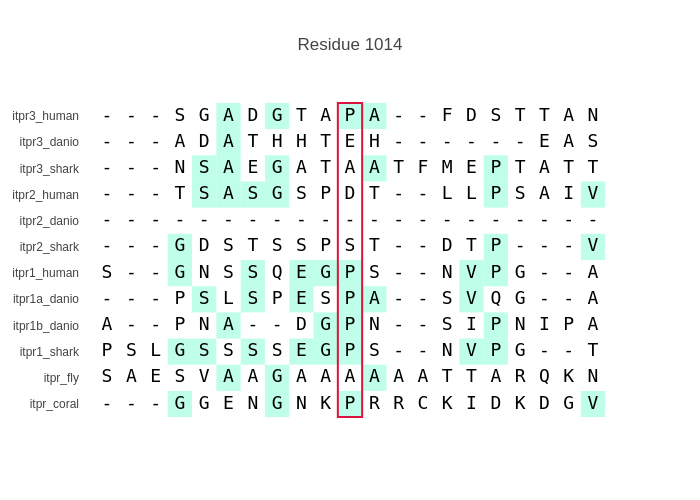 Residue 1014
itpr3_human - - - S G A D G T A P A - - F D S T T A N
itpr3_danio - - - A D A T H H T E H - - - - - - E A S
itpr3_shark - - - N S A E G A T A A T F M E P T A T T
itpr2_human - - - T S A S G S P D T - - L L P S A I V
itpr2_danio - - - - - - - - - - - - - - - - - - - - -
itpr2_shark - - - G D S T S S P S T - - D T P - - - V
itpr1_human S - - G N S S Q E G P S - - N V P G - - A
itpr1a_danio - - - P S L S P E S P A - - S V Q G - - A
itpr1b_danio A - - P N A - - D G P N - - S I P N I P A
itpr1_shark P S L G S S S S E G P S - - N V P G - - T
itpr_fly S A E S V A A G A A A A A A T T A R Q K N
itpr_coral - - - G G E N G N K P R R C K I D K D G V